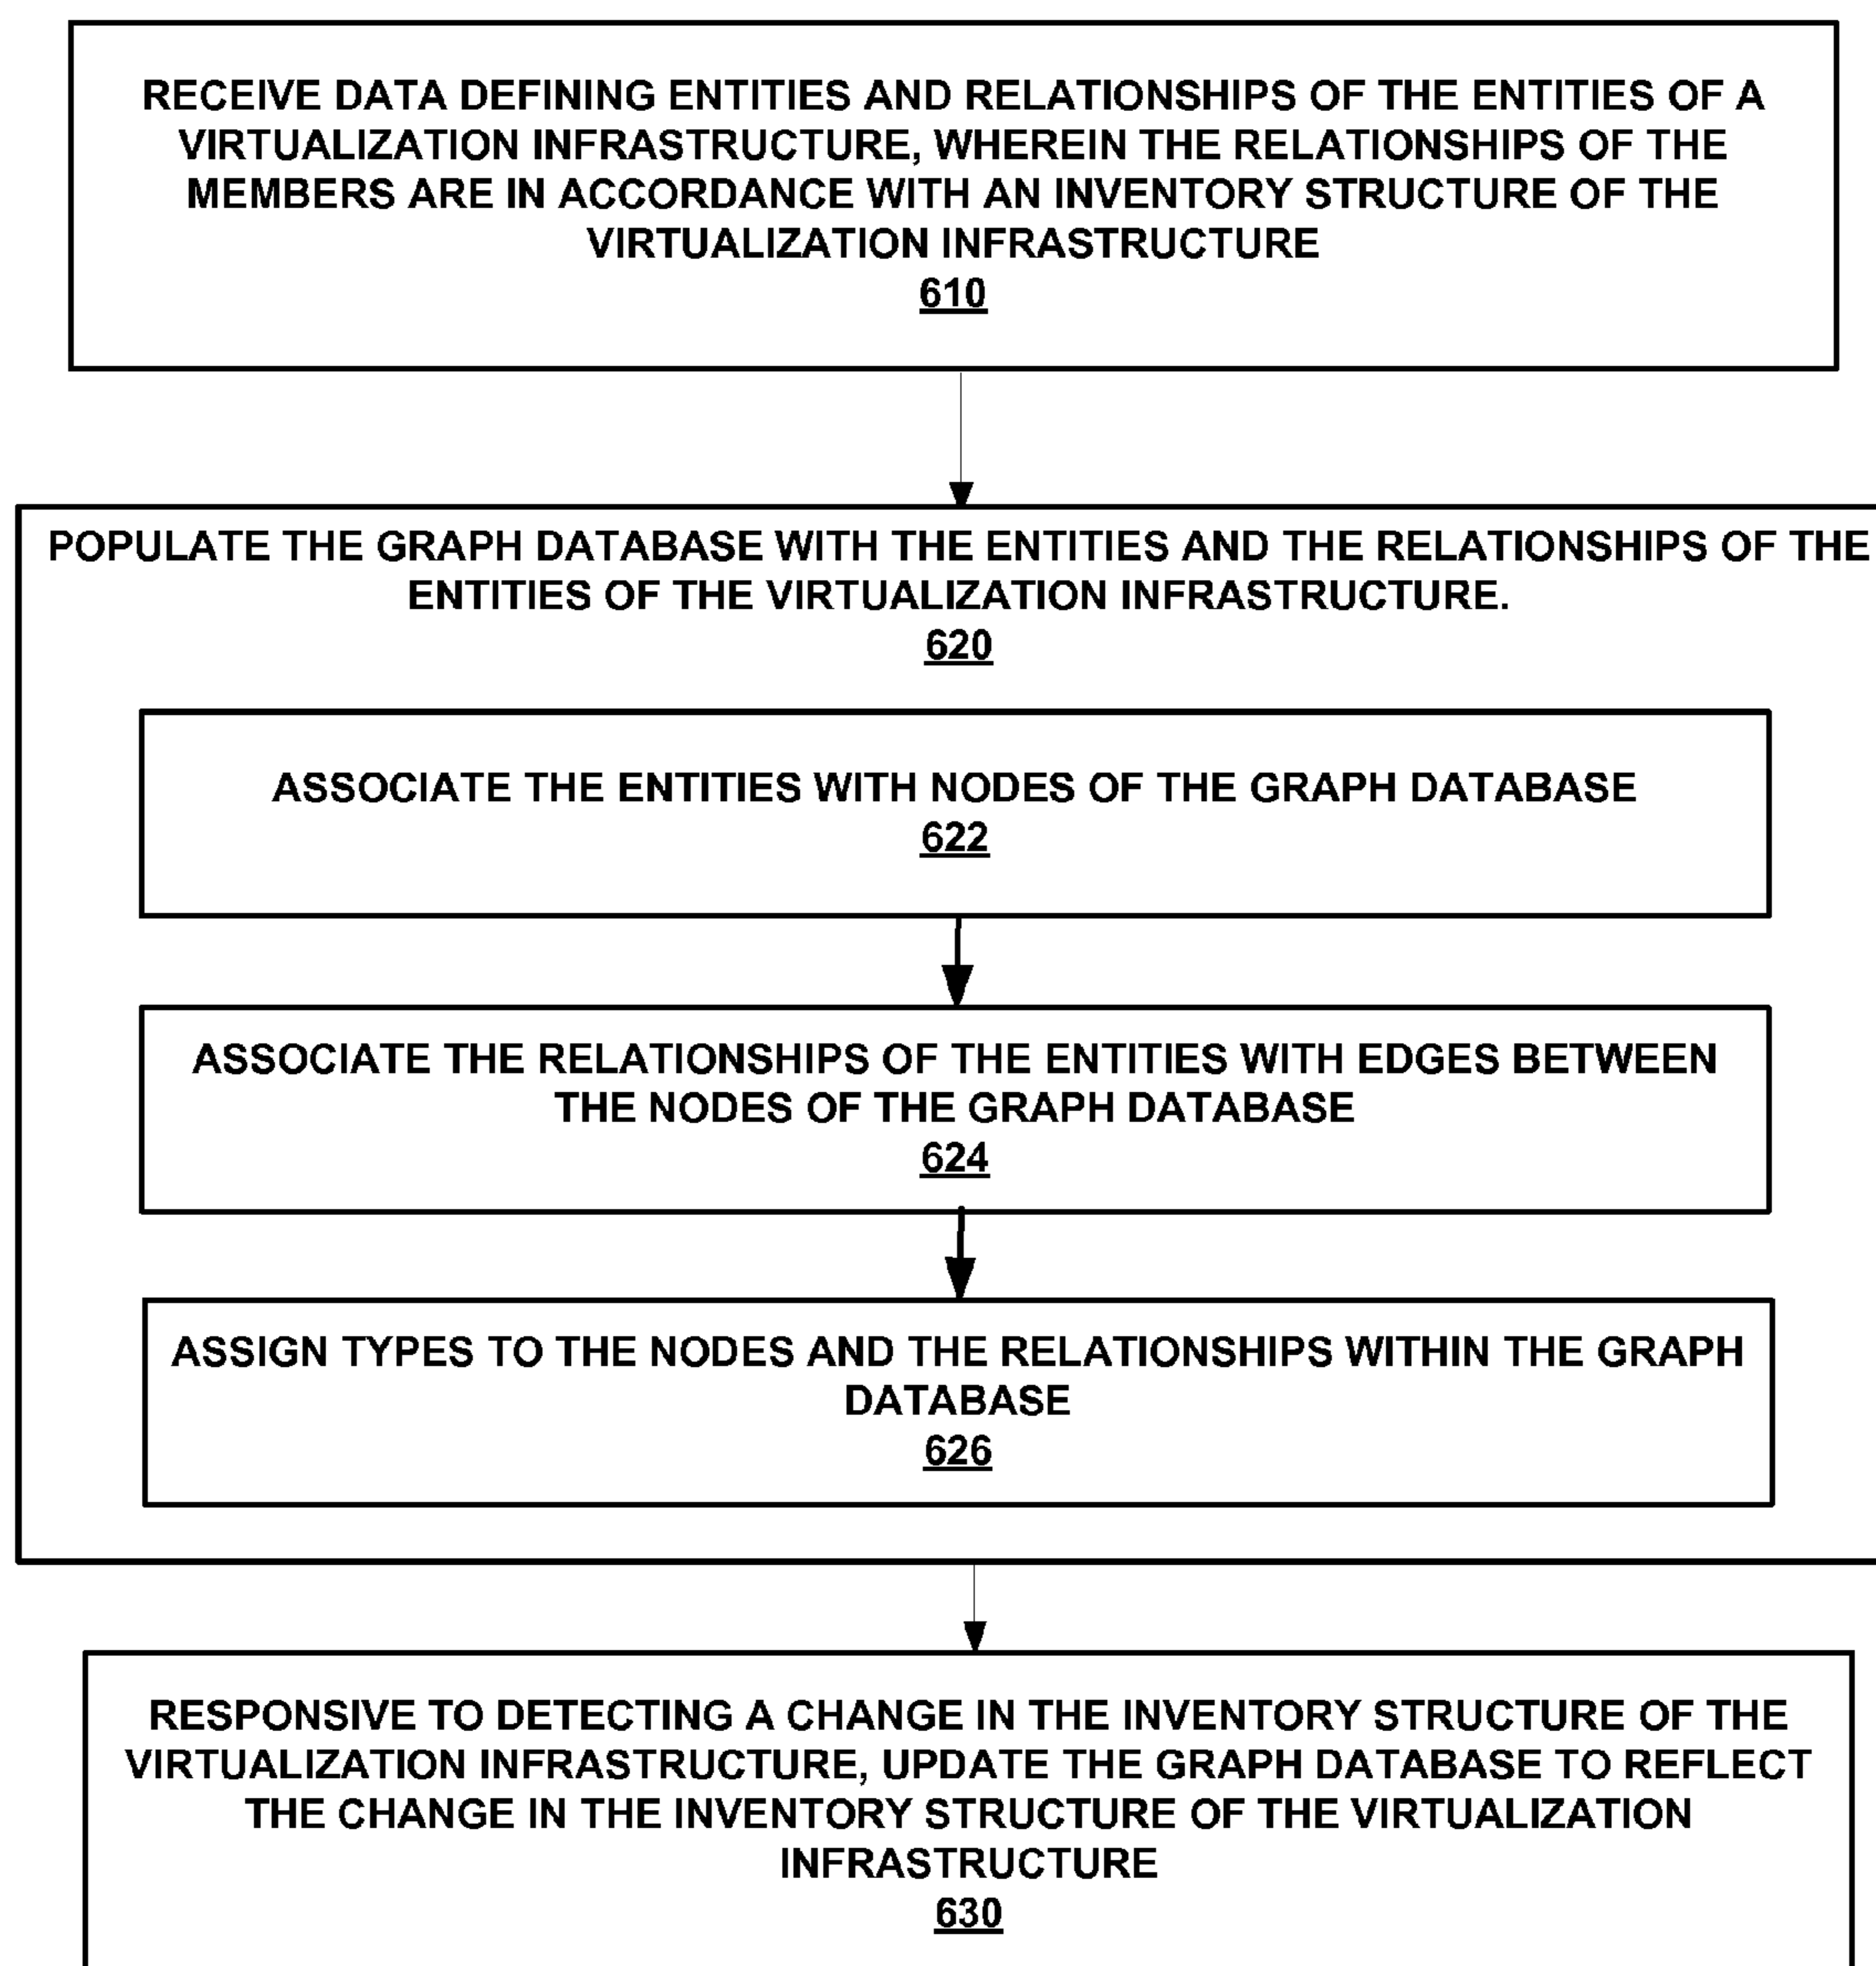 RECEIVE DATA DEFINING ENTITIES AND RELATIONSHIPS OF THE ENTITIES OF A
VIRTUALIZATION INFRASTRUCTURE, WHEREIN THE RELATIONSHIPS OF THE
MEMBERS ARE IN ACCORDANCE WITH AN INVENTORY STRUCTURE OF THE
VIRTUALIZATION INFRASTRUCTURE
610
POPULATE THE GRAPH DATABASE WITH THE ENTITIES AND THE RELATIONSHIPS OF THE
ENTITIES OF THE VIRTUALIZATION INFRASTRUCTURE.
620
ASSOCIATE THE ENTITIES WITH NODES OF THE GRAPH DATABASE
622
ASSOCIATE THE RELATIONSHIPS OF THE ENTITIES WITH EDGES BETWEEN
THE NODES OF THE GRAPH DATABASE
624
ASSIGN TYPES TO THE NODES AND THE RELATIONSHIPS WITHIN THE GRAPH
DATABASE
626
RESPONSIVE TO DETECTING A CHANGE IN THE INVENTORY STRUCTURE OF THE
VIRTUALIZATION INFRASTRUCTURE, UPDATE THE GRAPH DATABASE TO REFLECT
THE CHANGE IN THE INVENTORY STRUCTURE OF THE VIRTUALIZATION
INFRASTRUCTURE
630